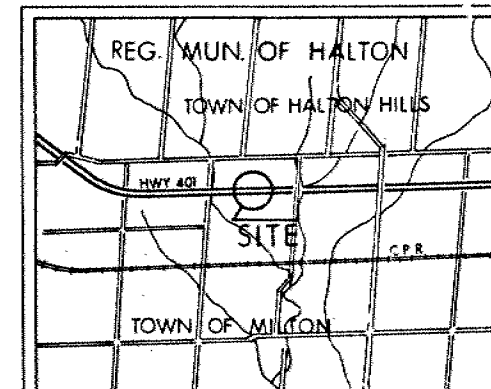 REG. MUN. OF HALTON
TOWN OF HALTON HILLS
HWY 401
SITE
C.P.R.
TOWN OF MILTON